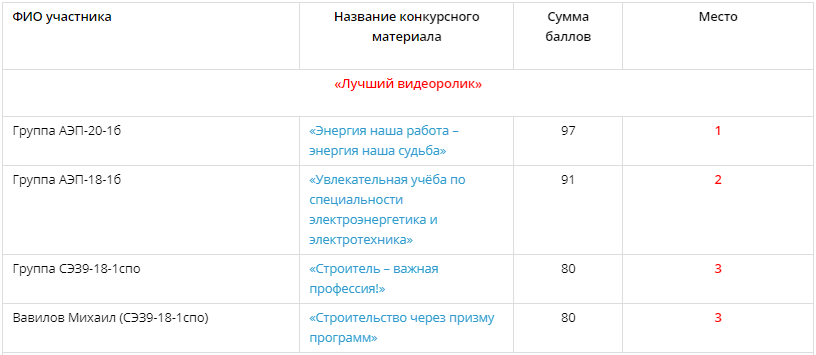 ФИО участника
Название конкурсного
материала
Сумма
баллов
Место
«Лучший видеоролик»
Группа АЭП-20-1б
«Энергия наша работа –
энергия наша судьба»
97
1
Группа АЭП-18-1б
«Увлекательная учёба по
специальности
электроэнергетика и
электротехника»
91
2
Группа СЭЗ9-18-1спо
«Строитель – важная
профессия!»
80
3
Вавилов Михаил (СЭЗ9-18-1спо)
«Строительство через призму
программ»
80
3